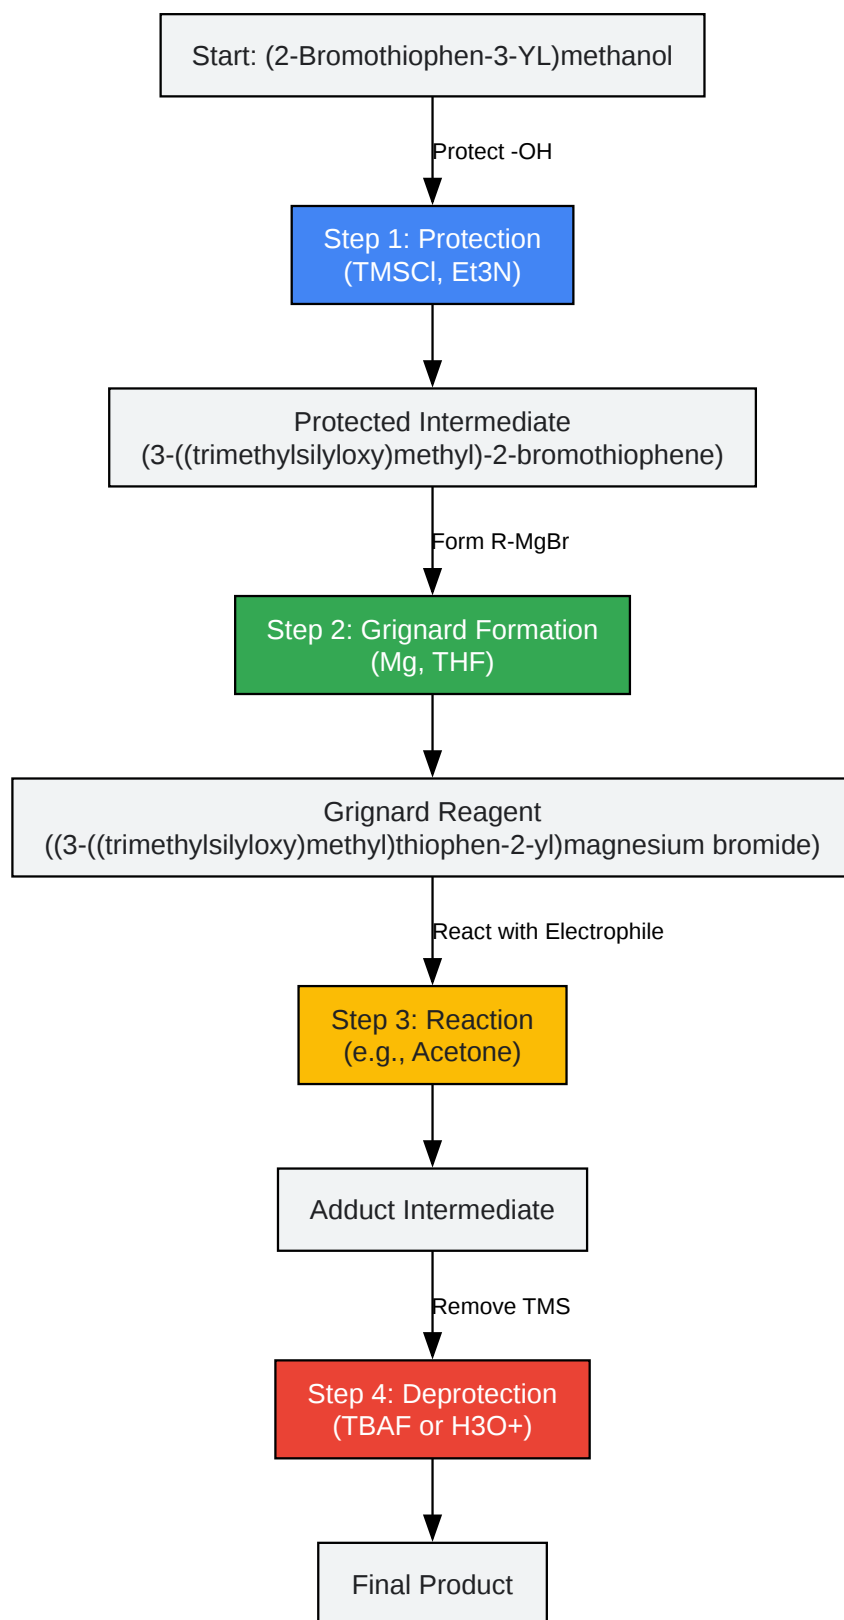 Start: (2-Bromothiophen-3-YL)methanol
Protect -OH
Step 1: Protection
(TMSCl, Et3N)
Protected Intermediate
(3-((trimethylsilyloxy)methyl)-2-bromothiophene)
Form R-MgBr
Step 2: Grignard Formation
(Mg, THF)
Grignard Reagent
((3-((trimethylsilyloxy)methyl)thiophen-2-yl)magnesium bromide)
React with Electrophile
Step 3: Reaction
(e.g., Acetone)
Adduct Intermediate
Remove TMS
Step 4: Deprotection
(TBAF or H3O+)
Final Product